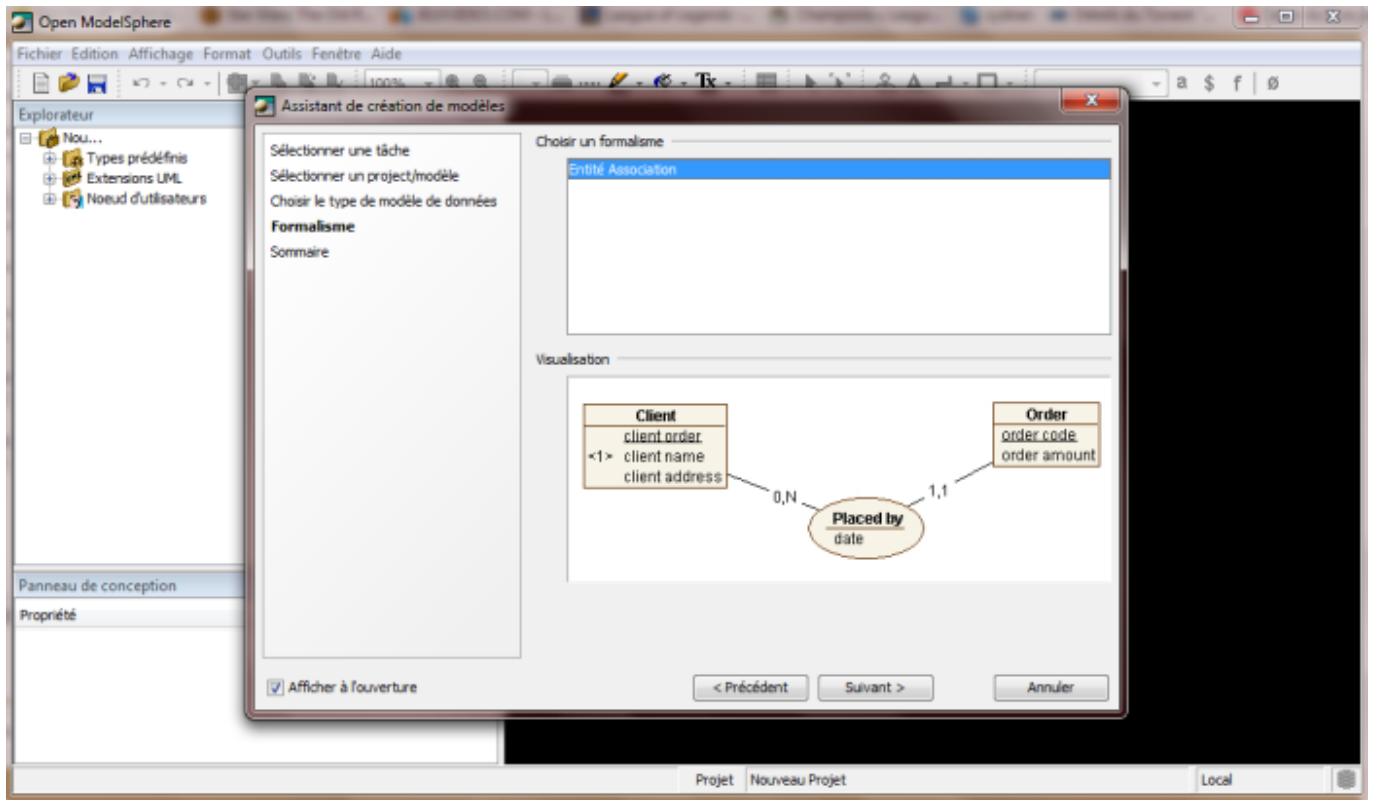 Open ModelSphere
Fichier Edition Affichage Format Outils Fenêtre Aide
100%
Tx
a $ f ø
Explorateur
Nou...
Types prédéfinis
Extensions UML
Noeud d'utilisateurs
Panneau de conception
Propriété
Assistant de création de modèles
Sélectionner une tâche
Sélectionner un project/modèle
Choisir le type de modèle de données
Formalisme
Sommaire
Choisir un formalisme
Entité Association
Visualisation
Client
client order
<1> client name
client address
Order
order code
order amount
0,N
1,1
Placed by
date
Afficher à l'ouverture
< Précédent
Suivant >
Annuler
Projet Nouveau Projet
Local